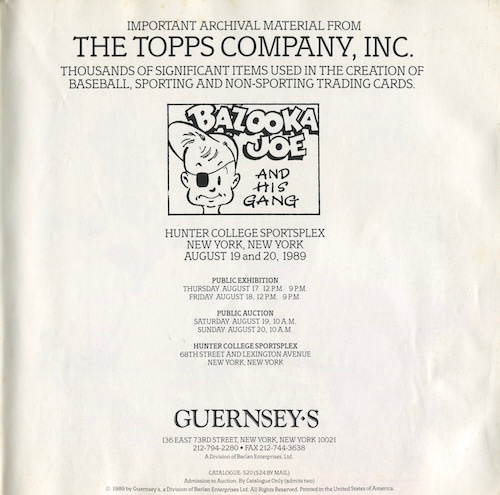 IMPORTANT ARCHIVAL MATERIAL FROM
THE TOPPS COMPANY, INC.
THOUSANDS OF SIGNIFICANT ITEMS USED IN THE CREATION OF
BASEBALL, SPORTING AND NON-SPORTING TRADING CARDS.
BAZOOKA
JOE
AND
HIS
GANG
HUNTER COLLEGE SPORTSPLEX
NEW YORK, NEW YORK
AUGUST 19 and 20, 1989
PUBLIC EXHIBITION
THURSDAY AUGUST 17 12 P.M. 9 P.M.
FRIDAY AUGUST 18, 12 P.M. 9 P.M.
PUBLIC AUCTION
SATURDAY AUGUST 19, 10 A.M.
SUNDAY AUGUST 20, 10 A.M.
HUNTER COLLEGE SPORTSPLEX
68TH STREET AND LEXINGTON AVENUE
NEW YORK, NEW YORK
GUERNSEY·S
136 EAST 73RD STREET, NEW YORK, NEW YORK 10021
212-794-2280 • FAX 212-744-3638
A Division of Barlan Enterprises, Ltd.
CATALOGUE: $20 ($24 BY MAIL)
Admission to Auction: By Catalogue Only (admits two)
© 1989 by Guernsey's, a Division of Barlan Enterprises Ltd. All Rights Reserved. Printed in the United States of America.